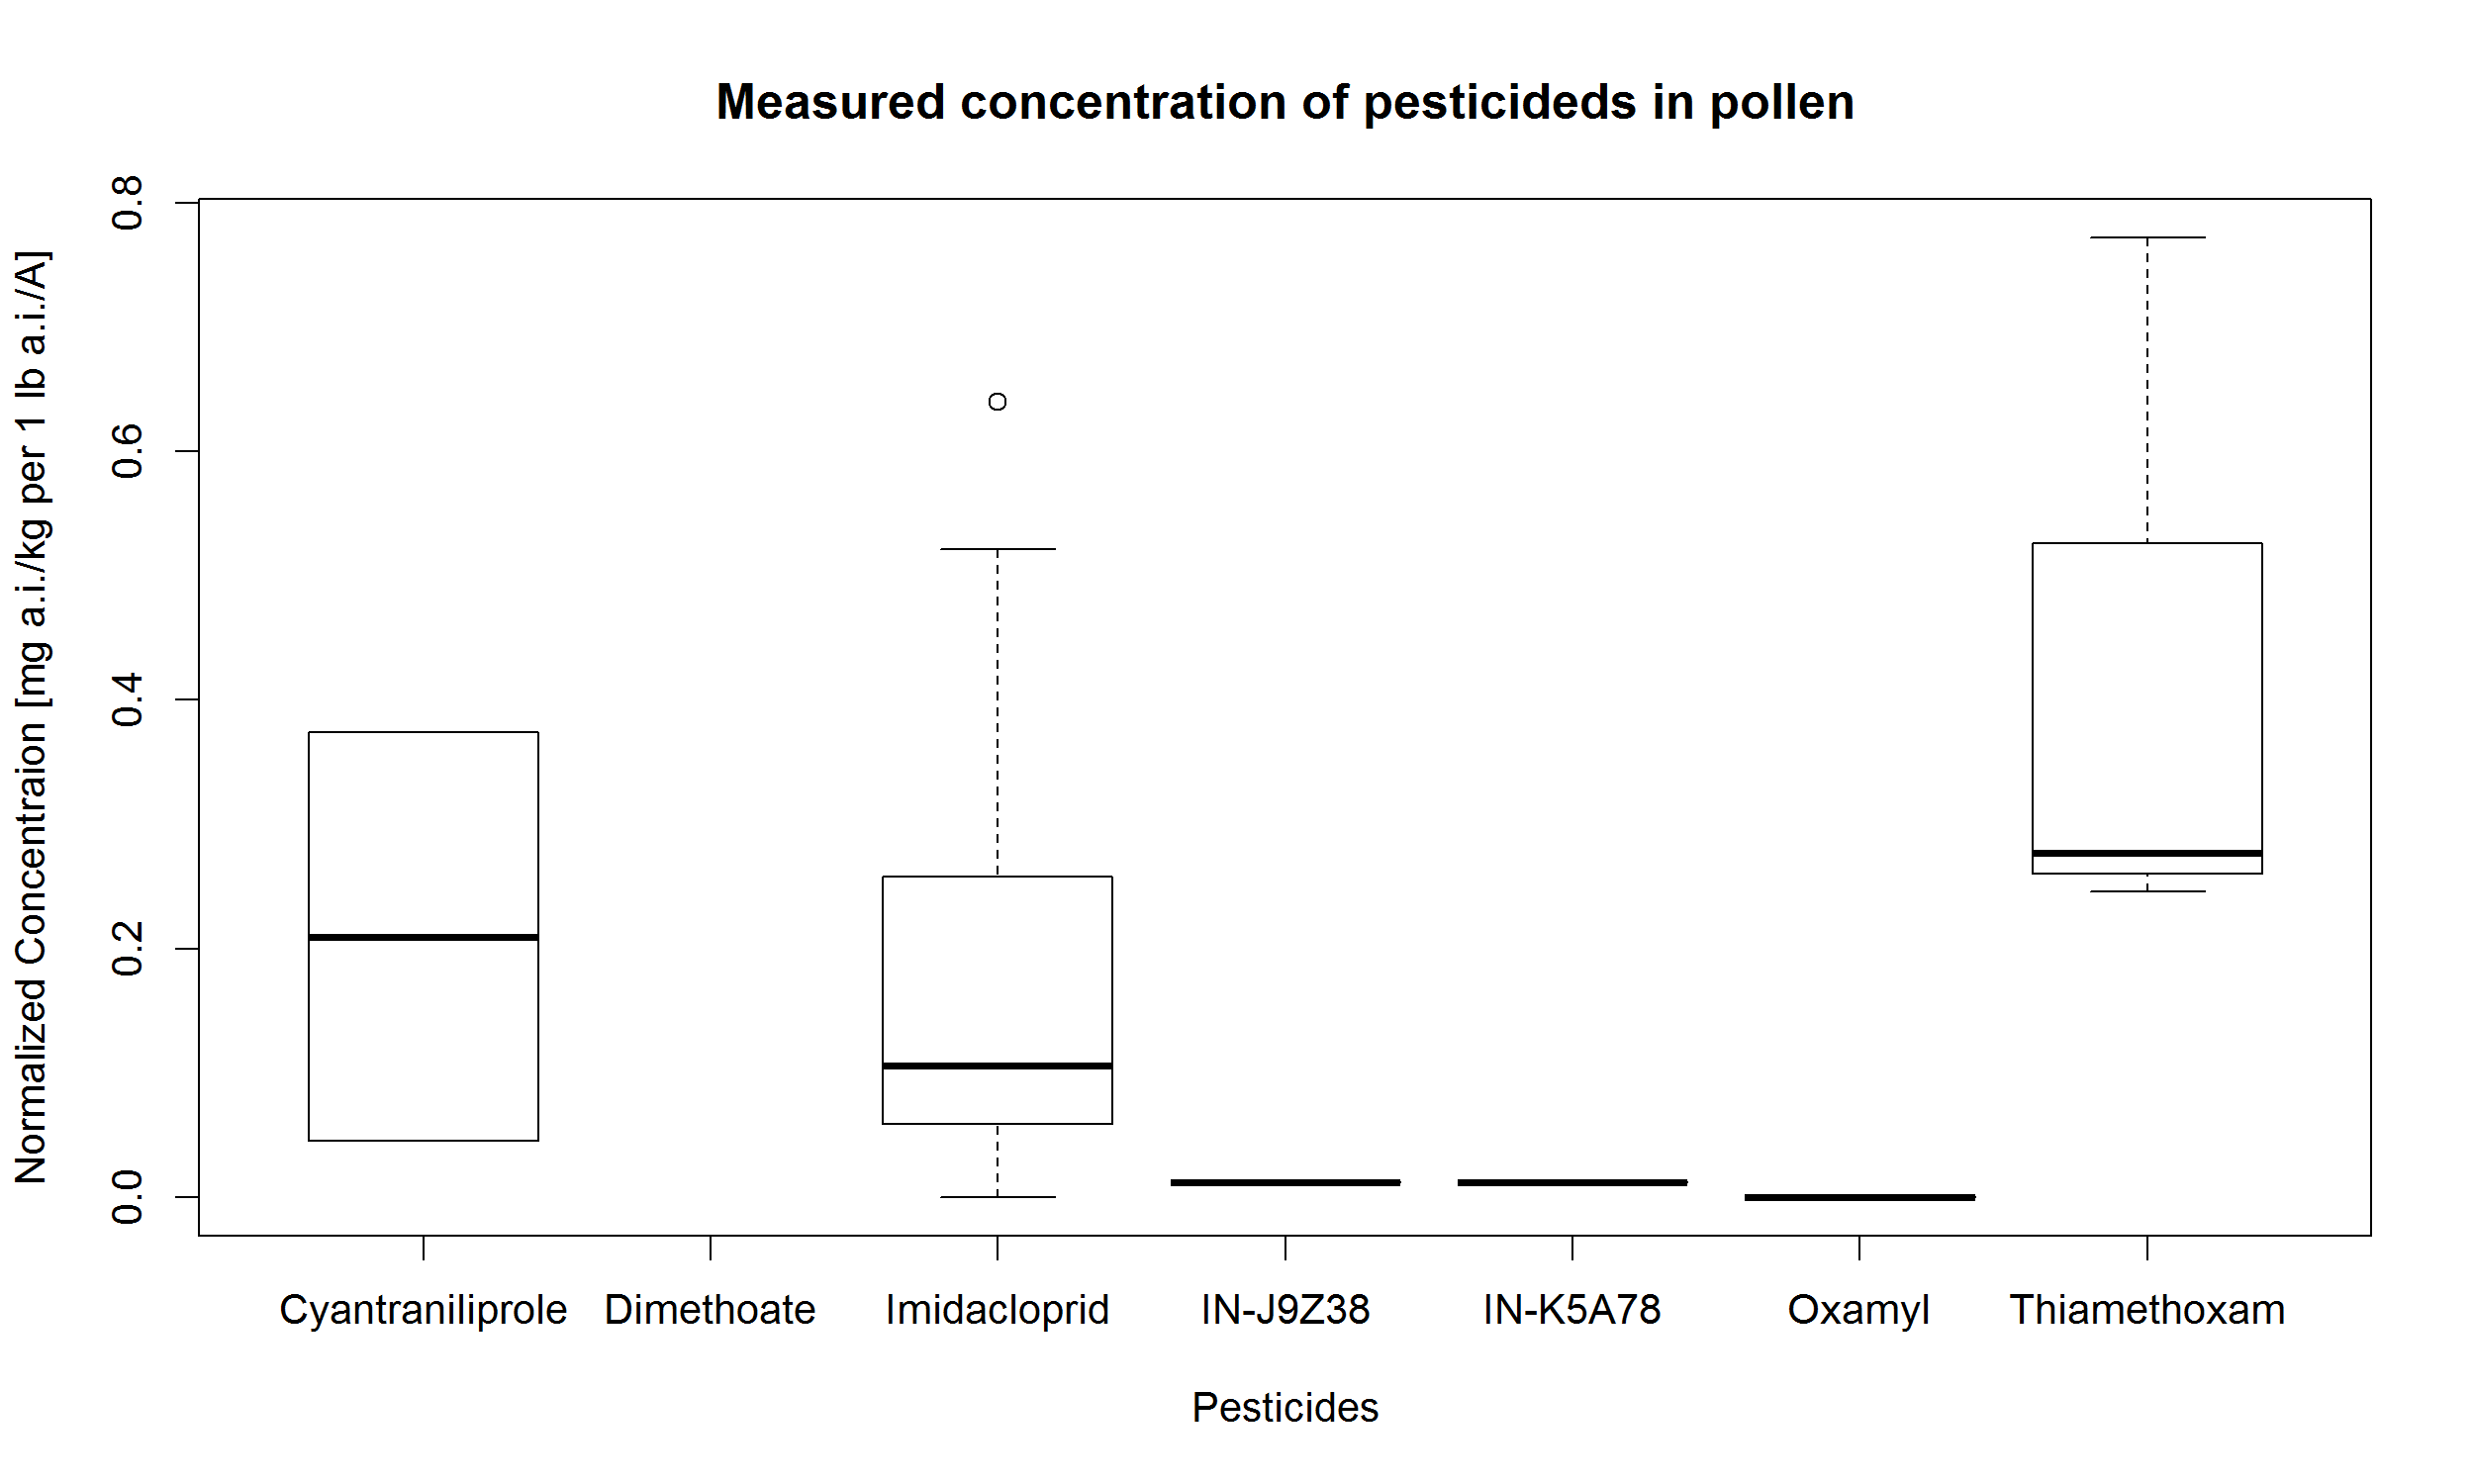 Measured concentration of pesticideds in pollen
Normalized Concentraion [mg a.i./kg per 1 lb a.i./A]
0.8
0.6
0.4
0.2
0.0
Cyantraniliprole Dimethoate Imidacloprid IN-J9Z38 IN-K5A78 Oxamyl Thiamethoxam
Pesticides